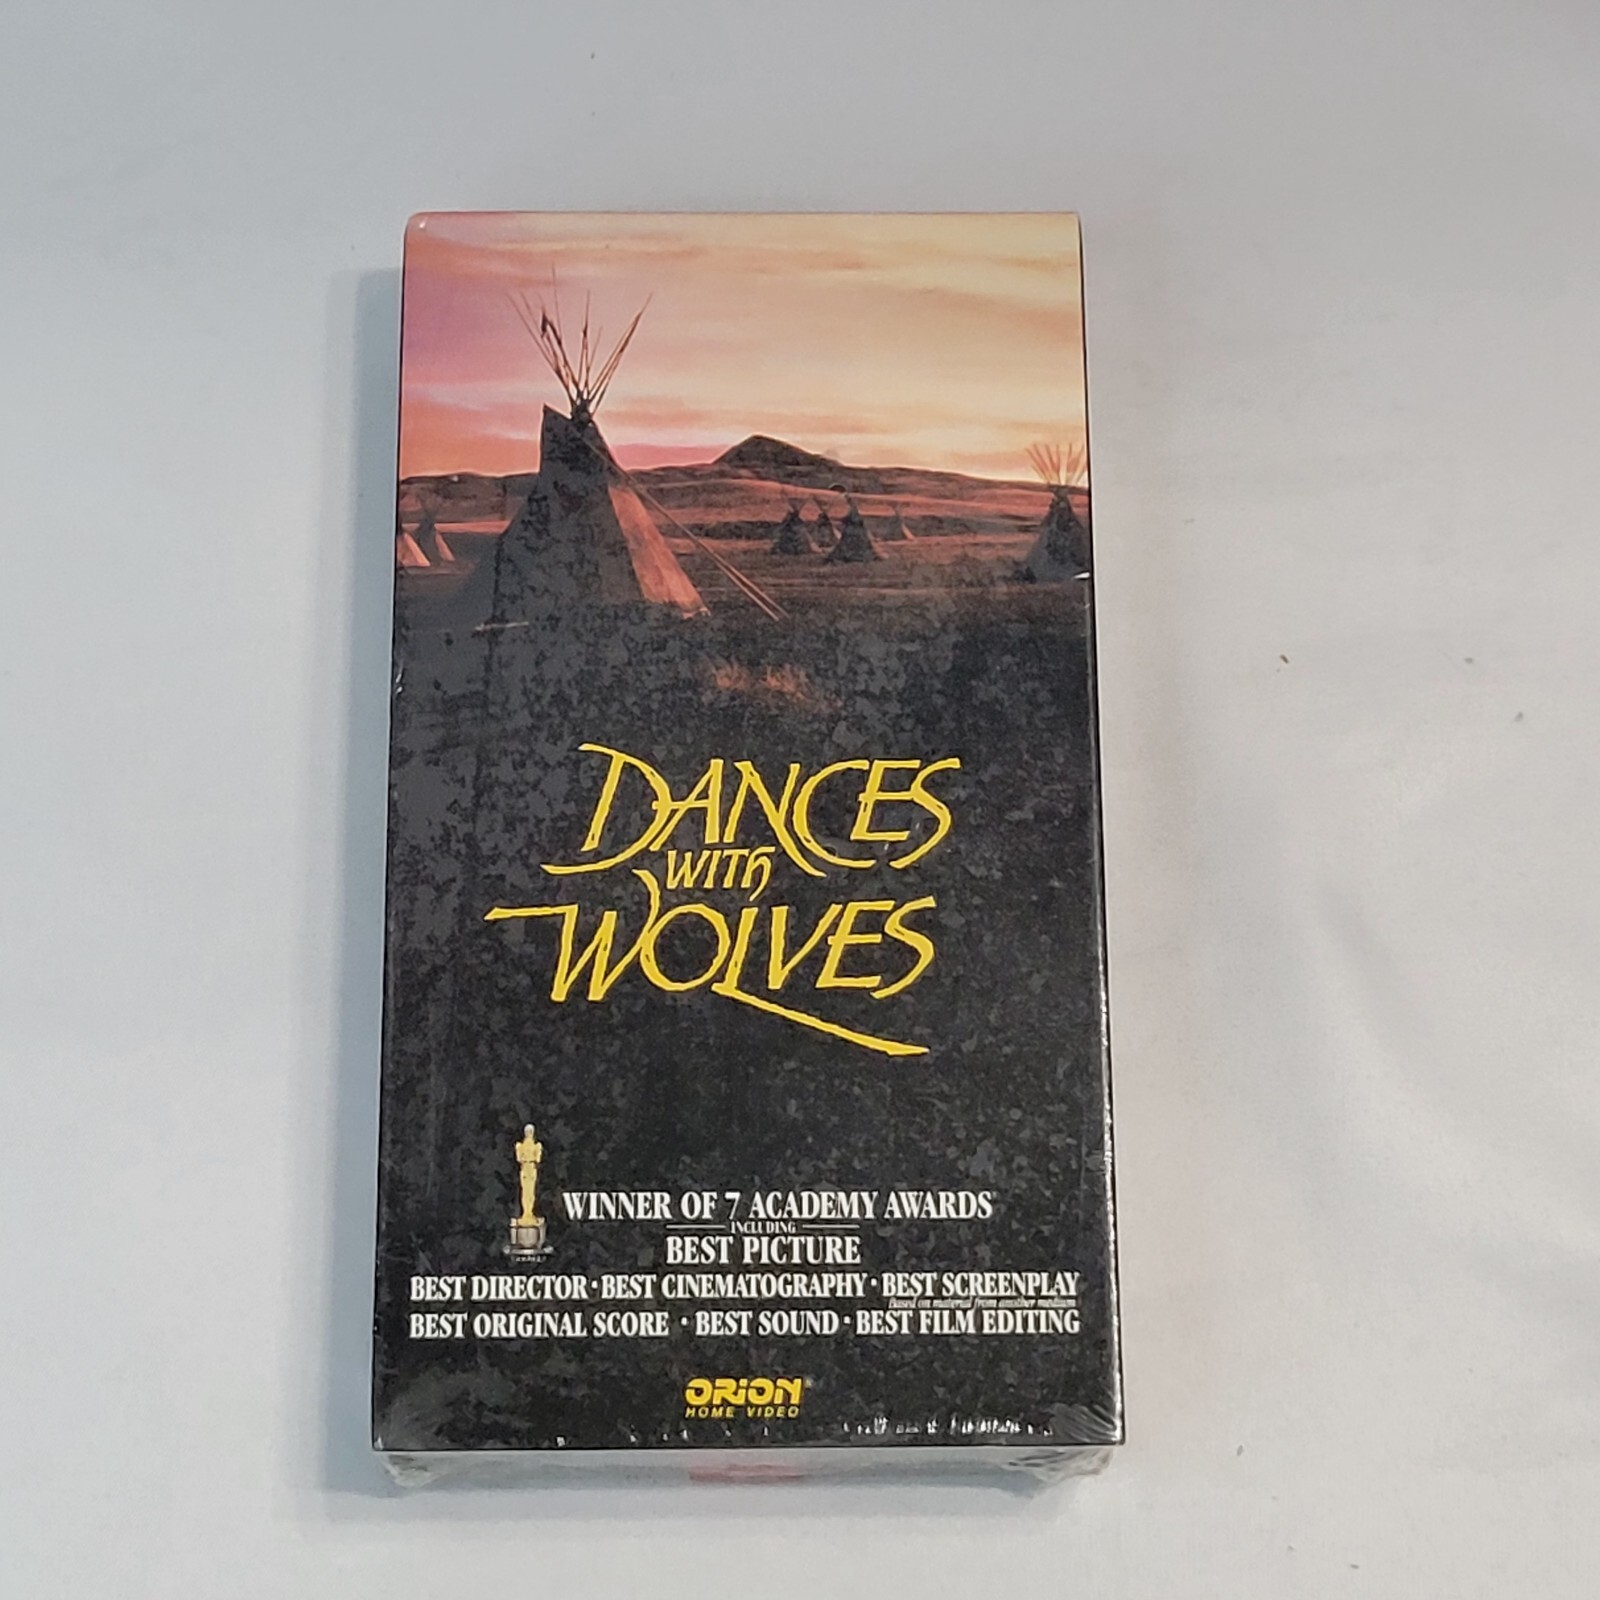 DANCES
WITH
WOLVES
WINNER OF 7 ACADEMY AWARDS
INCLUDING
BEST PICTURE
BEST DIRECTOR · BEST CINEMATOGRAPHY · BEST SCREENPLAY
Based on material from another medium
BEST ORIGINAL SCORE · BEST SOUND · BEST FILM EDITING
ORION®
HOME VIDEO